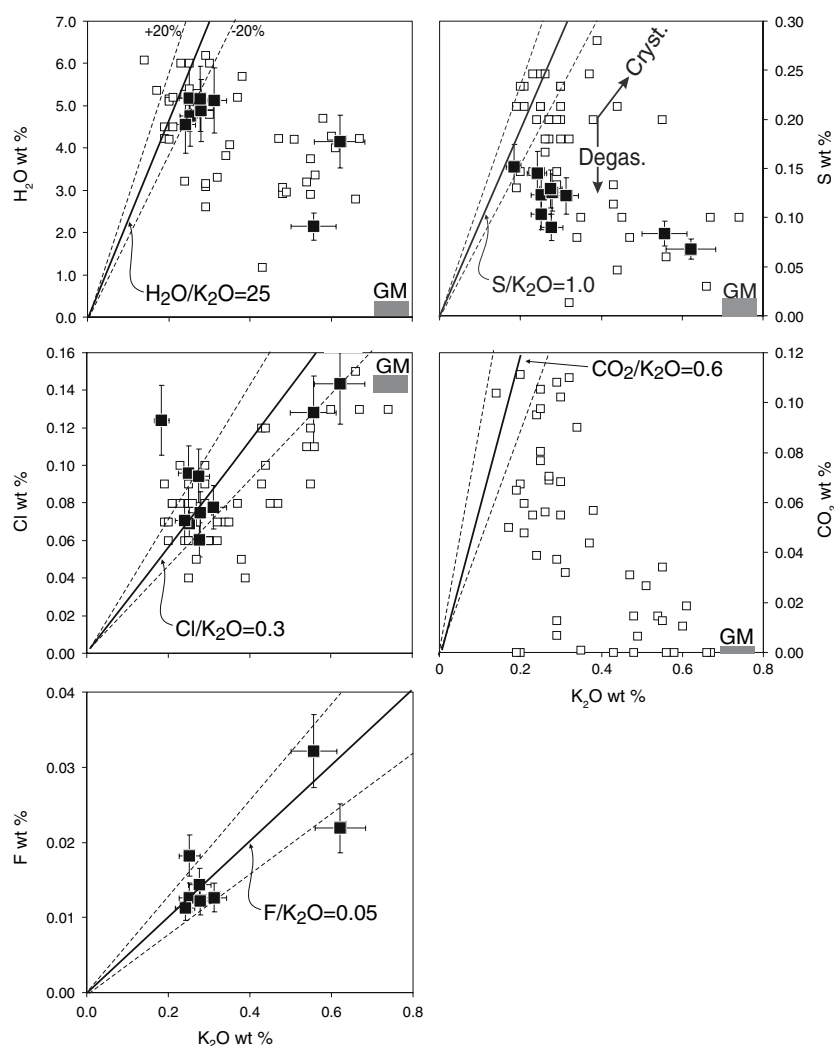 7.0
6.0
5.0
4.0
3.0
2.0
1.0
0.0
H₂O wt %
+20%
-20%
H₂O/K₂O=25
GM
0.30
0.25
0.20
0.15
0.10
0.05
0.00
S wt %
Cryst.
Degas.
S/K₂O=1.0
GM
0.16
0.14
0.12
0.10
0.08
0.06
0.04
0.02
0.00
Cl wt %
GM
Cl/K₂O=0.3
0.12
0.10
0.08
0.06
0.04
0.02
0.00
CO₂ wt %
CO₂/K₂O=0.6
GM
0 0.2 0.4 0.6 0.8
K₂O wt %
0.04
0.03
0.02
0.01
0.00
F wt %
F/K₂O=0.05
0.0 0.2 0.4 0.6 0.8
K₂O wt %